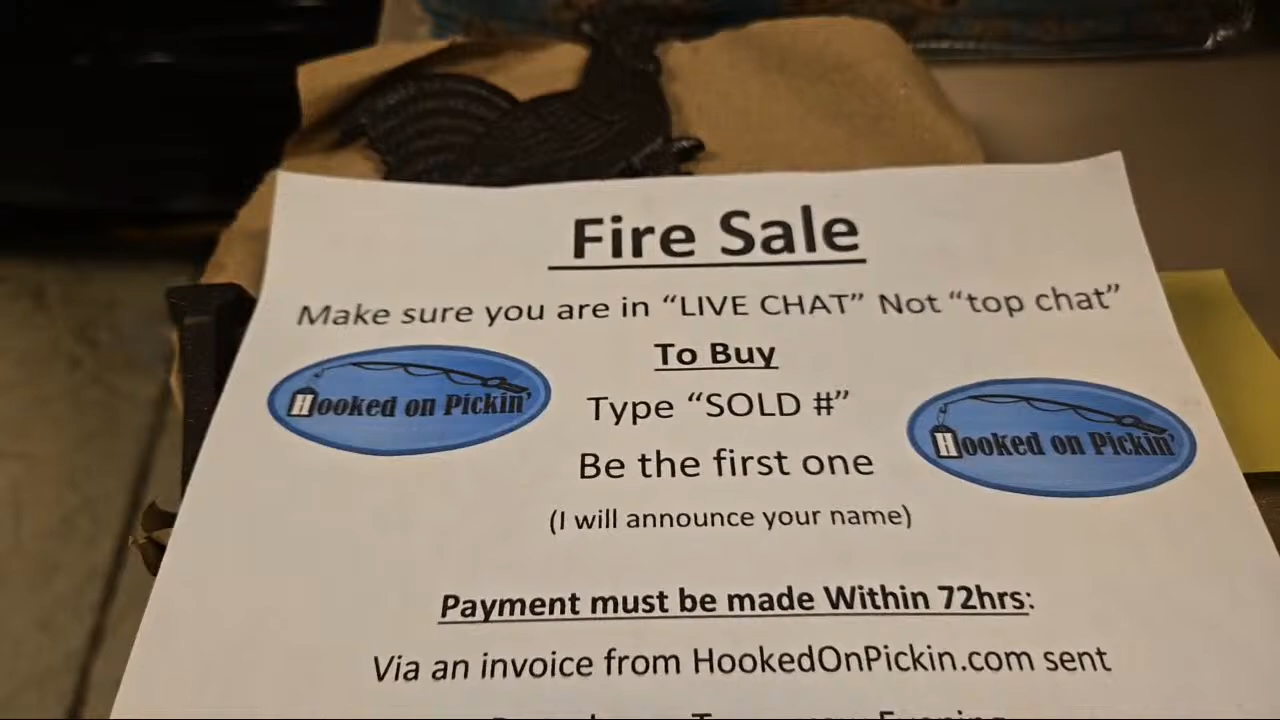 Fire Sale
Make sure you are in “LIVE CHAT” Not “top chat”
To Buy
Hooked on Pickin'
Type “SOLD #”
Hooked on Pickin'
Be the first one
(I will announce your name)
Payment must be made Within 72hrs:
Via an invoice from HookedOnPickin.com sent